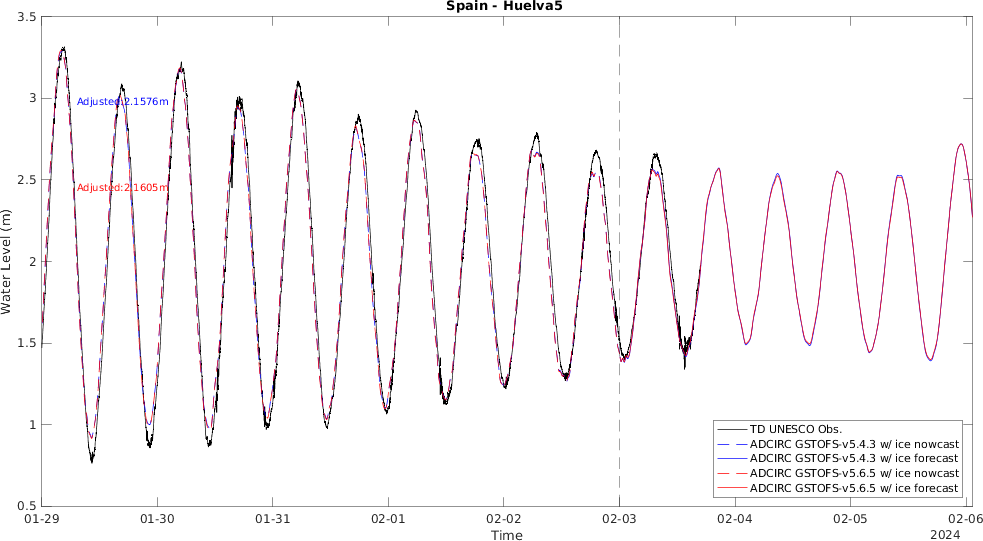 Spain - Huelva5
3.5
3
2.5
2
1.5
1
0.5
Water Level (m)
Adjusted:2.1576m
Adjusted:2.1605m
TD UNESCO Obs.
ADCIRC GSTOFS-v5.4.3 w/ ice nowcast
ADCIRC GSTOFS-v5.4.3 w/ ice forecast
ADCIRC GSTOFS-v5.6.5 w/ ice nowcast
ADCIRC GSTOFS-v5.6.5 w/ ice forecast
01-29 01-30 01-31 02-01 02-02 02-03 02-04 02-05 02-06
Time
2024